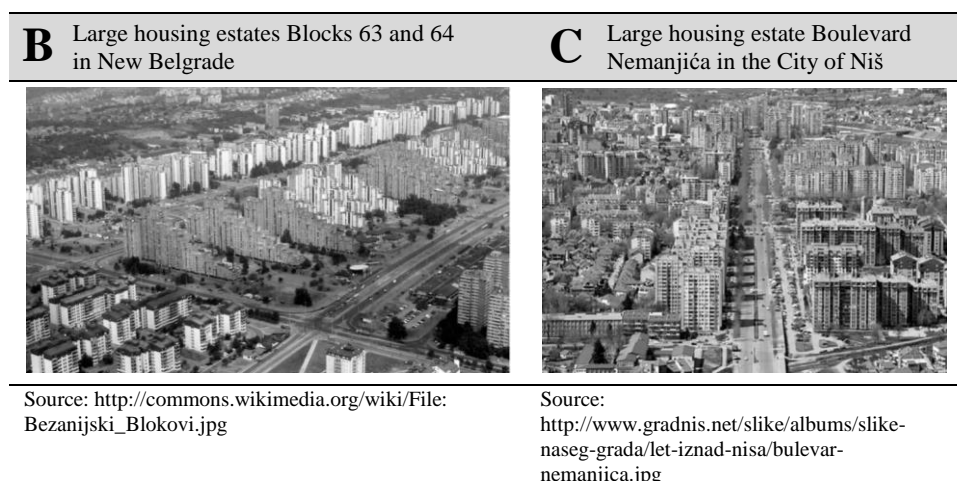 B
Large housing estates Blocks 63 and 64
in New Belgrade
C
Large housing estate Boulevard
Nemanjića in the City of Niš
Source: http://commons.wikimedia.org/wiki/File:
Bezanijski_Blokovi.jpg
Source:
http://www.gradnis.net/slike/albums/slike-
naseg-grada/let-iznad-nisa/bulevar-
nemanjica.jpg